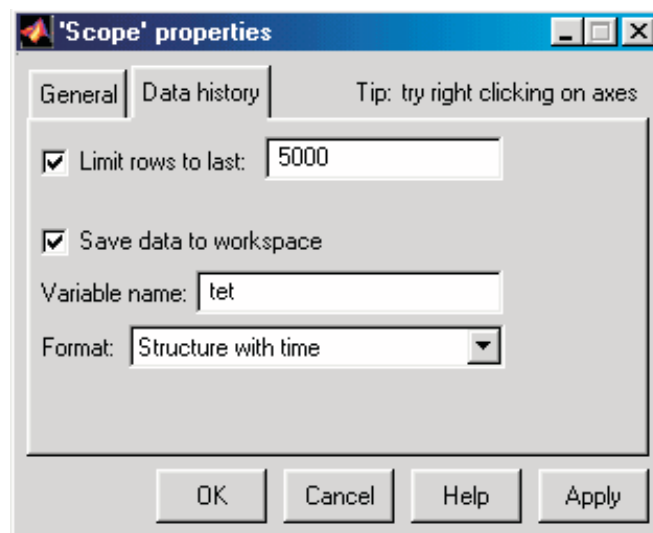 'Scope' properties
General Data history Tip: try right clicking on axes
Limit rows to last: 5000
Save data to workspace
Variable name: tet
Format: Structure with time
OK Cancel Help Apply